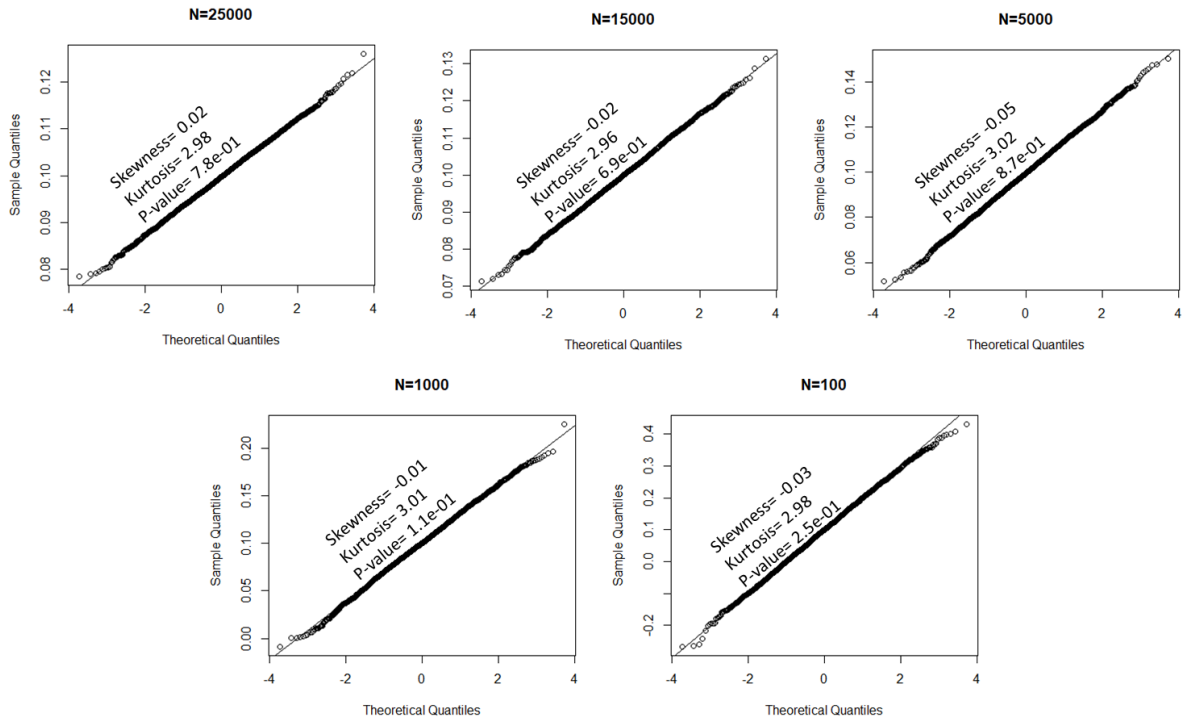 N=25000
Sample Quantiles
0.12
0.11
0.10
0.09
0.08
Skewness= 0.02
Kurtosis= 2.98
P-value= 7.8e-01
-4 -2 0 2 4
Theoretical Quantiles
N=15000
Sample Quantiles
0.13
0.12
0.11
0.10
0.09
0.08
0.07
Skewness= -0.02
Kurtosis= 2.96
P-value= 6.9e-01
-4 -2 0 2 4
Theoretical Quantiles
N=5000
Sample Quantiles
0.14
0.12
0.10
0.08
0.06
Skewness= -0.05
Kurtosis= 3.02
P-value= 8.7e-01
-4 -2 0 2 4
Theoretical Quantiles
N=1000
Sample Quantiles
0.20
0.15
0.10
0.05
0.00
Skewness= -0.01
Kurtosis= 3.01
P-value= 1.1e-01
-4 -2 0 2 4
Theoretical Quantiles
N=100
Sample Quantiles
0.4
0.3
0.2
0.0
-0.2
Skewness= -0.03
Kurtosis= 2.98
P-value= 2.5e-01
-4 -2 0 2 4
Theoretical Quantiles